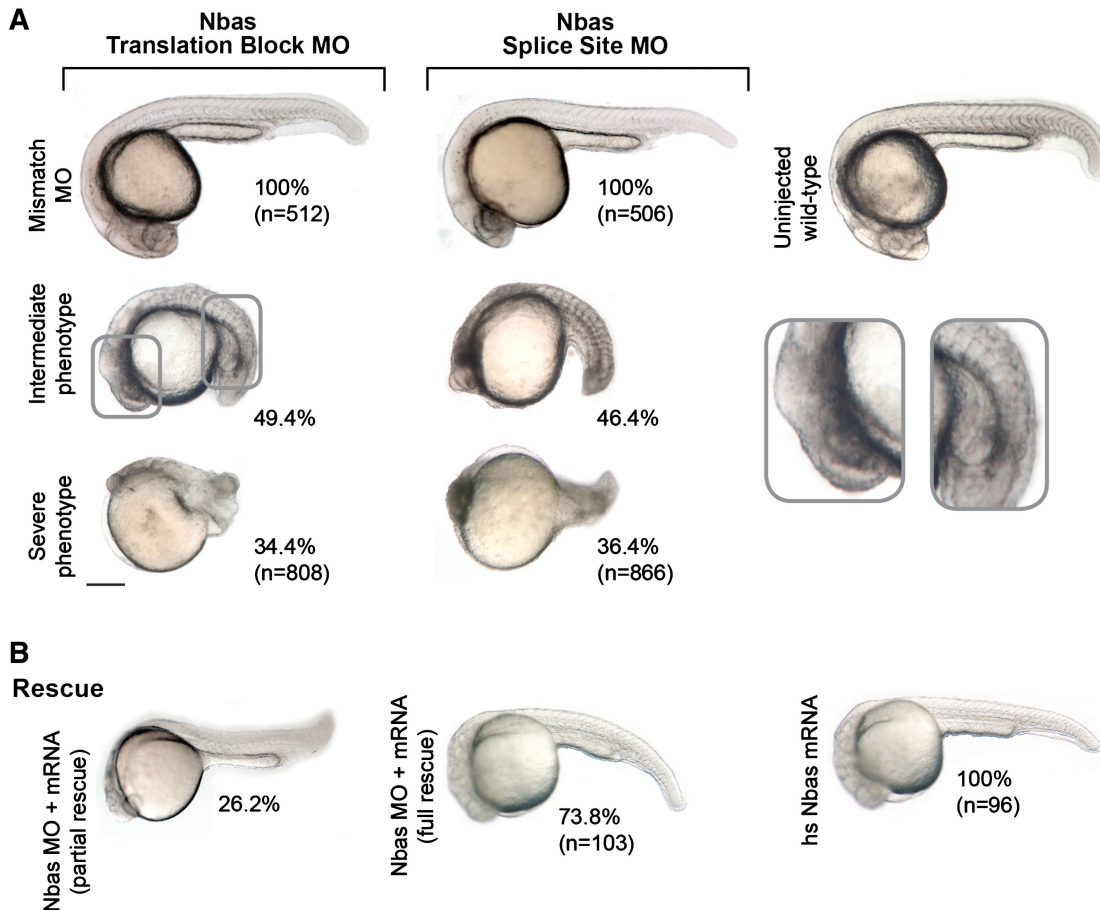 A
Nbas
Translation Block MO
Nbas
Splice Site MO
Mismatch
MO
100%
(n=512)
100%
(n=506)
Uninjected
wild-type
Intermediate
phenotype
49.4%
46.4%
Severe
phenotype
34.4%
(n=808)
36.4%
(n=866)
B
Rescue
Nbas MO + mRNA
(partial rescue)
26.2%
Nbas MO + mRNA
(full rescue)
73.8%
(n=103)
hs Nbas mRNA
100%
(n=96)